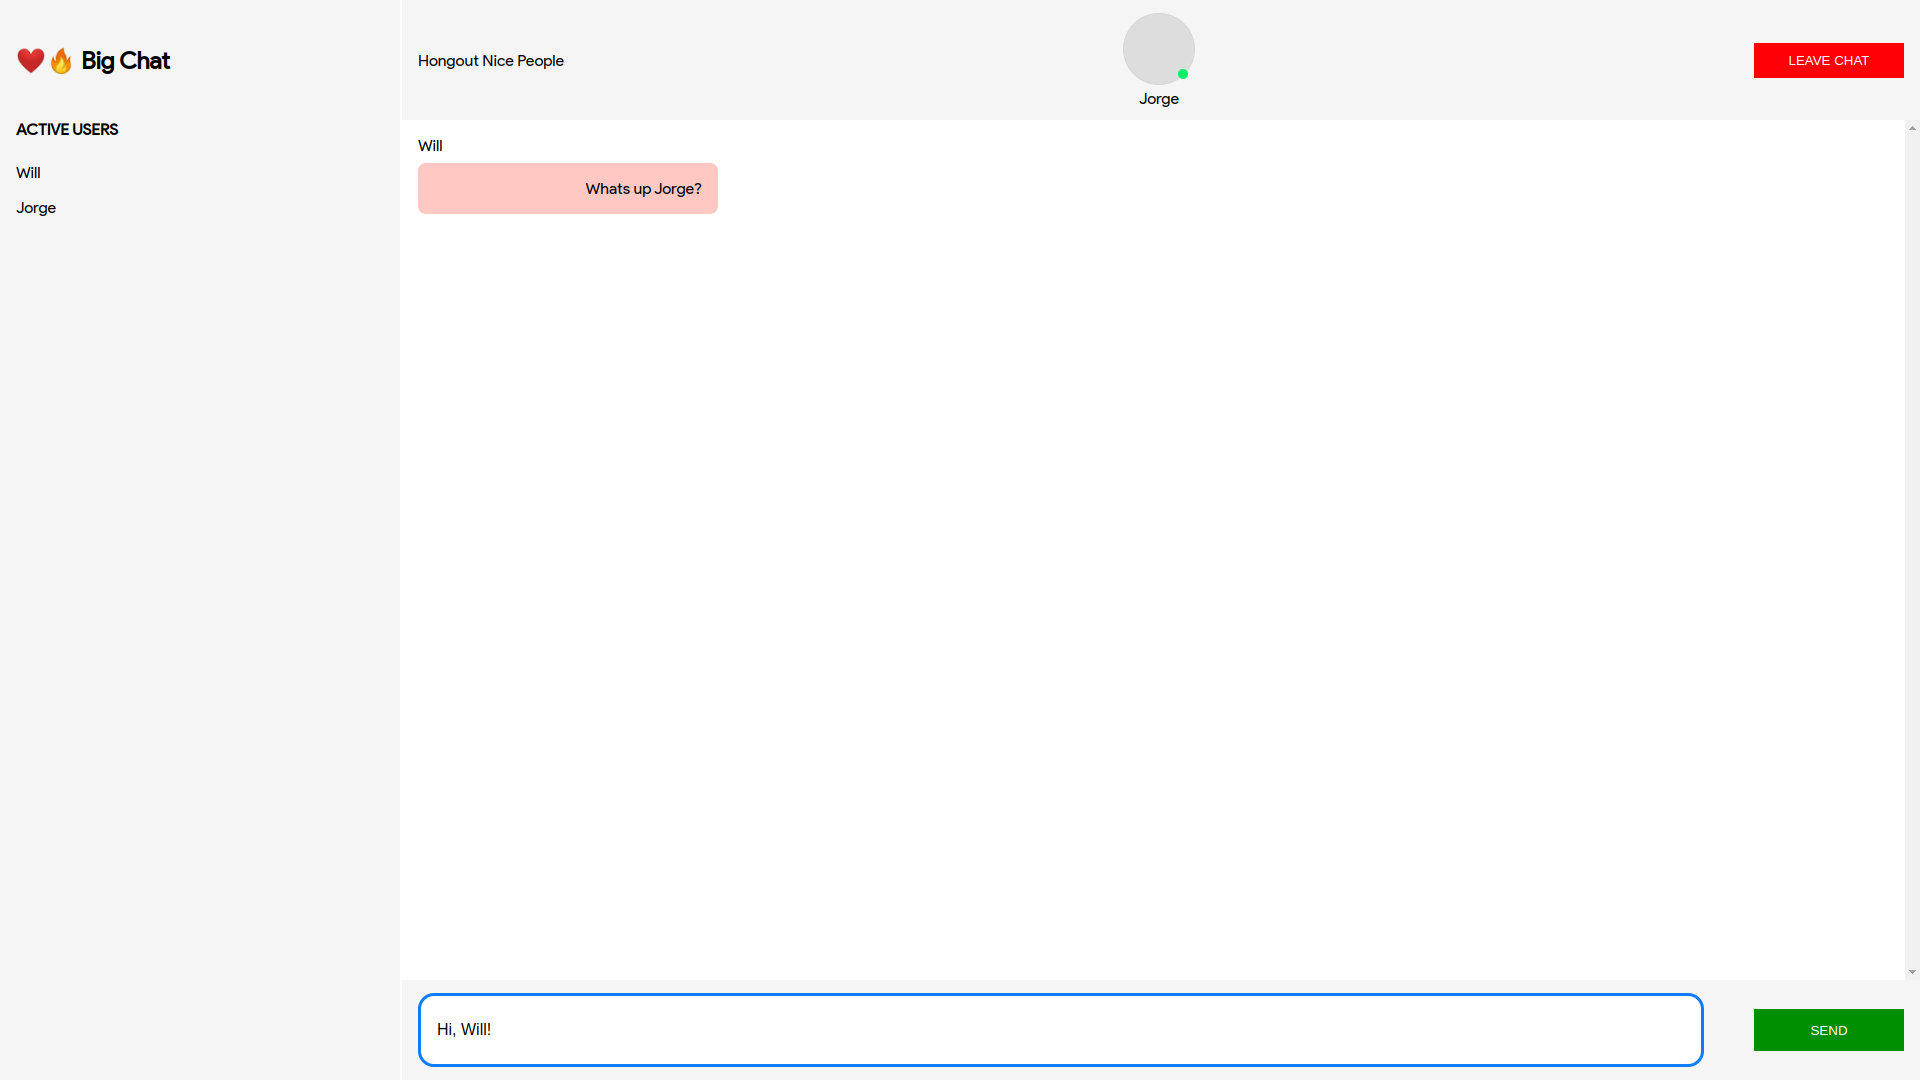 ❤️🔥 Big Chat
ACTIVE USERS
Will
Jorge
Hongout Nice People
Jorge
LEAVE CHAT
Will
Whats up Jorge?
Hi, Will!
SEND